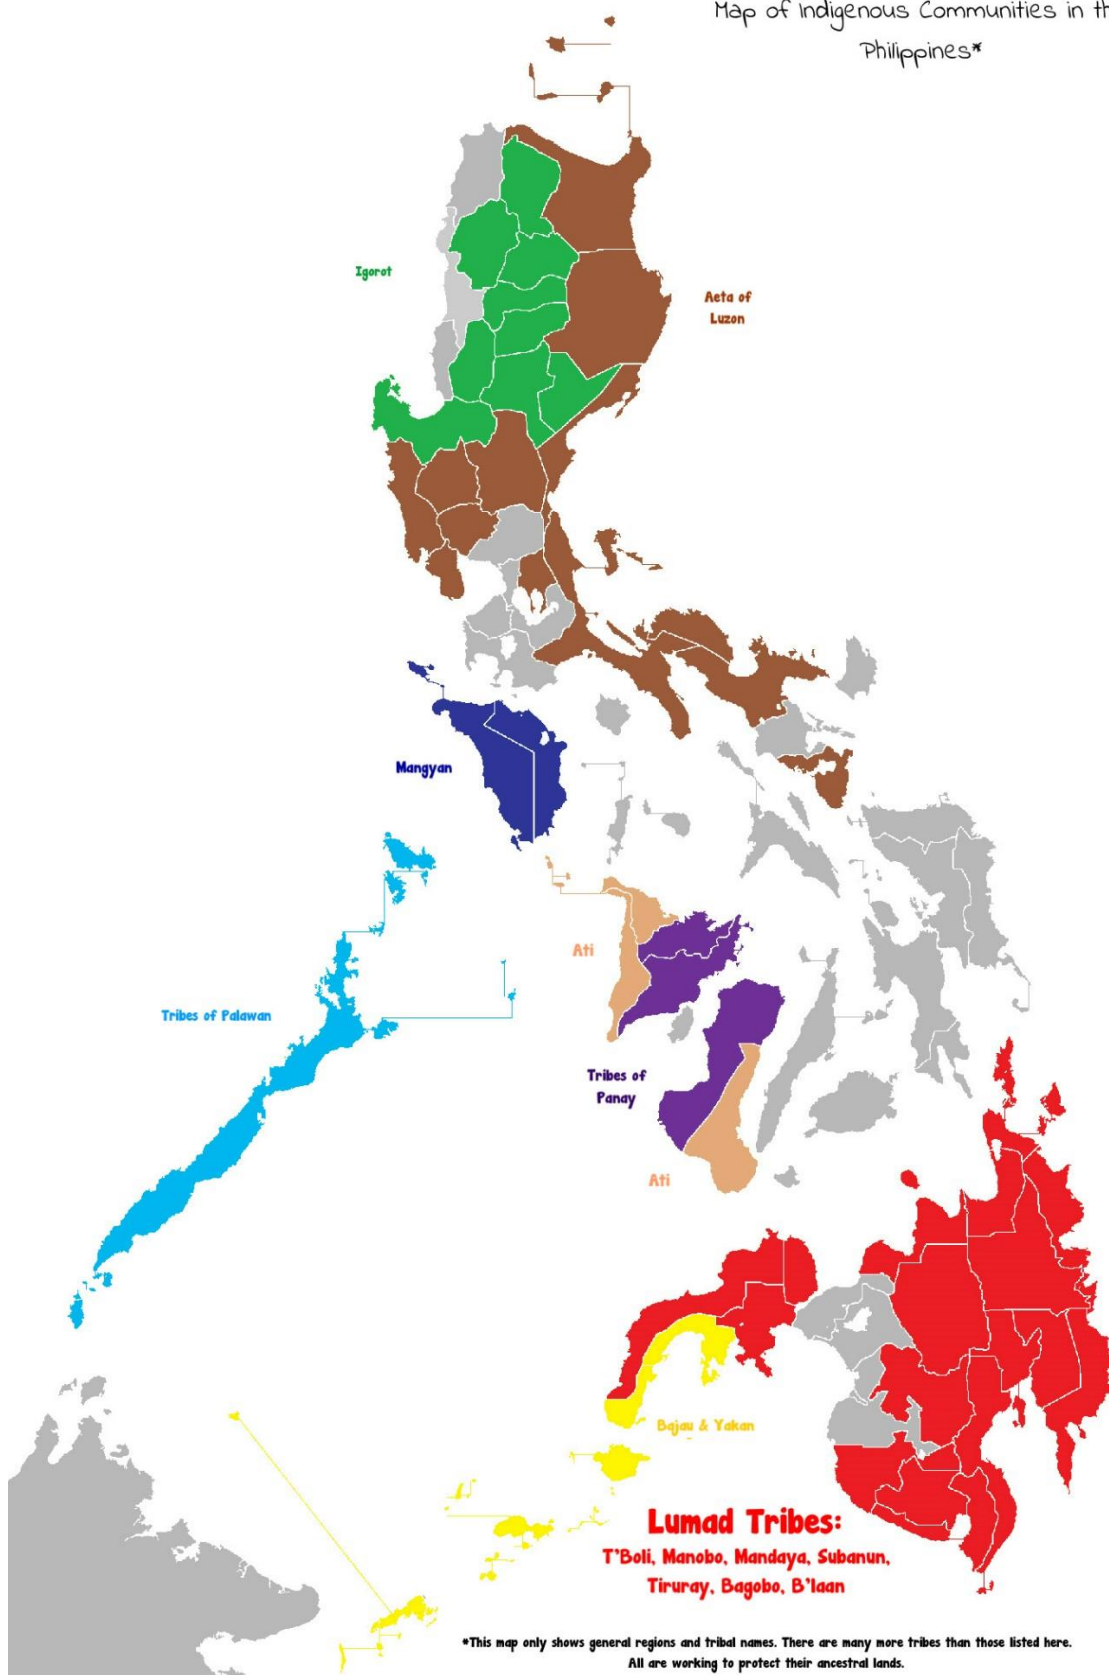 Map of Indigenous Communities in th
Philippines*
Igorot
Aeta of
Luzon
Mangyan
Ati
Tribes of Palawan
Tribes of
Panay
Ati
Bajau & Yakan
Lumad Tribes:
T'Boli, Manobo, Mandaya, Subanun,
Tiruray, Bagobo, B'laan
*This map only shows general regions and tribal names. There are many more tribes than those listed here.
All are working to protect their ancestral lands.